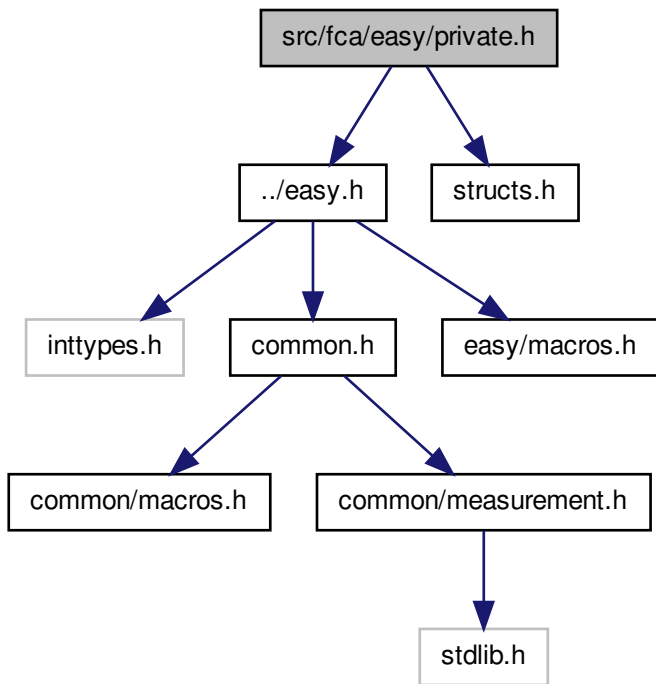 src/fca/easy/private.h
../easy.h
structs.h
inttypes.h
common.h
easy/macros.h
common/macros.h
common/measurement.h
stdlib.h